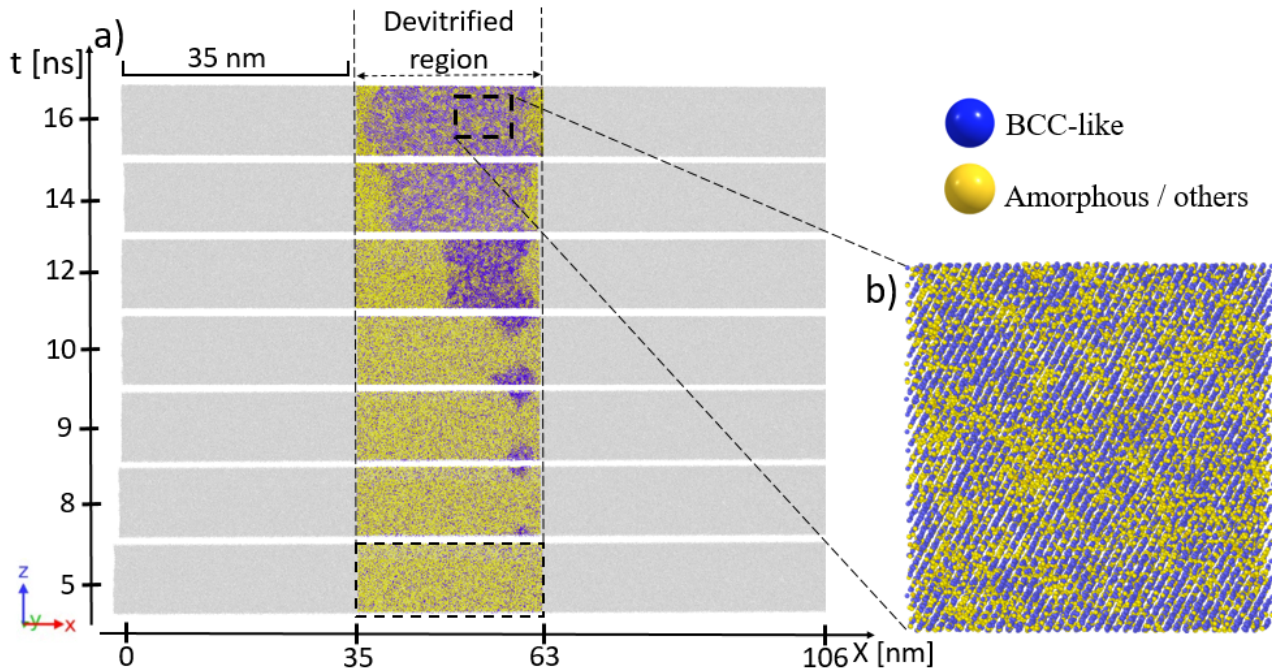 a)
Devitrified
region
t [ns]
35 nm
16
14
12
10
9
8
5
z
y
x
0
35
63
106
X [nm]
BCC-like
Amorphous / others
b)